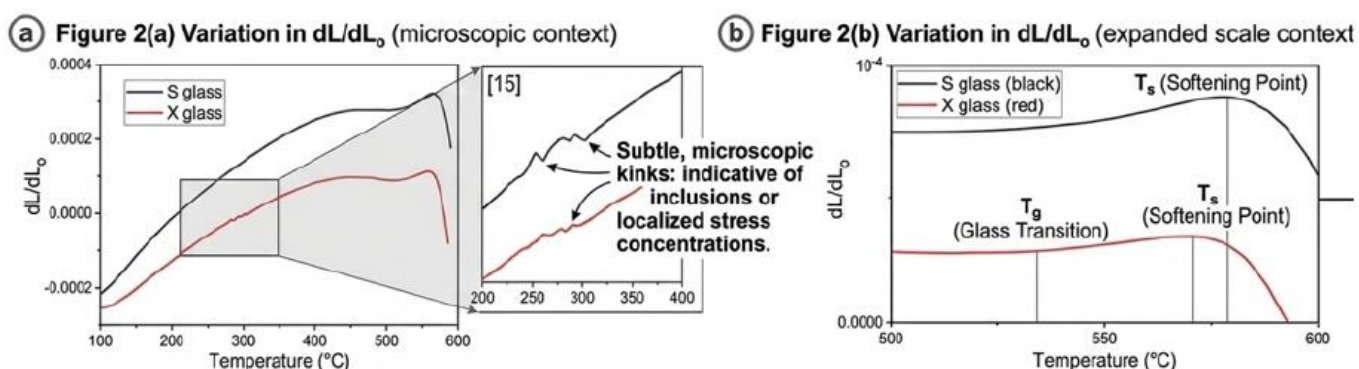 a Figure 2(a) Variation in dL/dLₒ (microscopic context)
0.0004
0.0002
0.0000
-0.0002
dL/dLₒ
S glass
X glass
100 200 300 400 500 600
Temperature (°C)
[15]
Subtle, microscopic
kinks: indicative of
inclusions or
localized stress
concentrations.
200 250 300 350 400
b Figure 2(b) Variation in dL/dLₒ (expanded scale context
10⁻⁴
0.0000
dL/dLₒ
S glass (black)
X glass (red)
Tₛ (Softening Point)
Tg
(Glass Transition)
Tₛ
(Softening Point)
500 550 600
Temperature (°C)